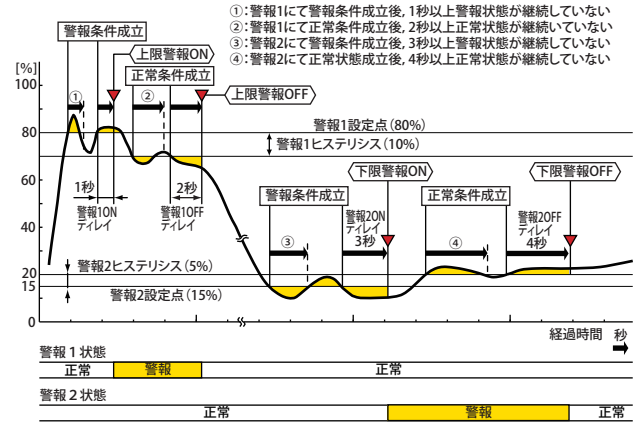 ①:警報1にて警報条件成立後, 1秒以上警報状態が継続していない
②:警報1にて正常条件成立後, 2秒以上正常状態が継続いていない
③:警報2にて警報条件成立後, 3秒以上警報状態が継続していない
④:警報2にて正常状態成立後, 4秒以上正常状態が継続していない
警報条件成立
上限警報ON
正常条件成立
上限警報OFF
[%]
100
80
60
40
20
15
0
①
②
警報1設定点(80%)
警報1ヒステリシス(10%)
1秒
警報1ON
ディレイ
2秒
警報1OFF
ディレイ
下限警報ON
下限警報OFF
警報条件成立
正常条件成立
警報2ON
ディレイ
3秒
警報2OFF
ディレイ
4秒
③
④
警報2ヒステリシス(5%)
警報2設定点(15%)
経過時間 秒
警報 1 状態
正常 警報 正常
警報 2 状態
正常 警報 正常